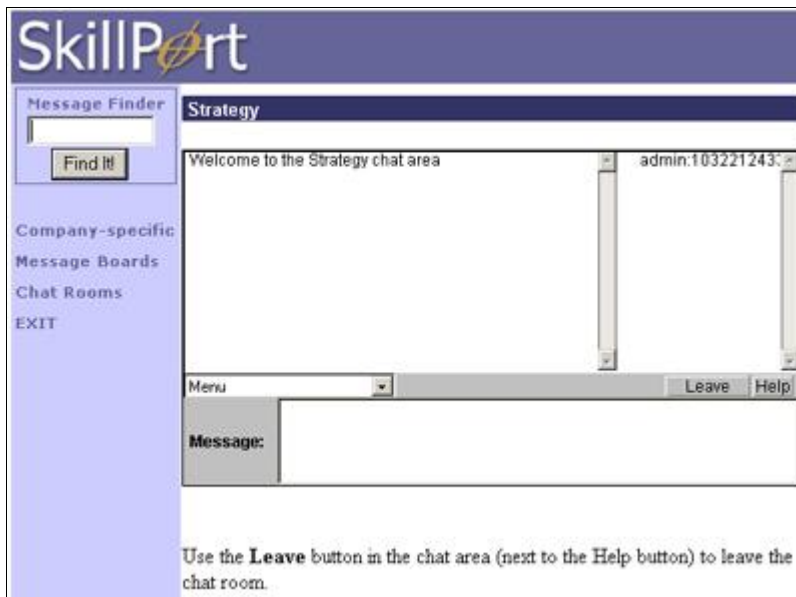 SkillPort
Message Finder
Find It!
Company-specific
Message Boards
Chat Rooms
EXIT
Strategy
Welcome to the Strategy chat area
admin:103221243
Menu
Leave Help
Message:
Use the Leave button in the chat area (next to the Help button) to leave the
chat room.